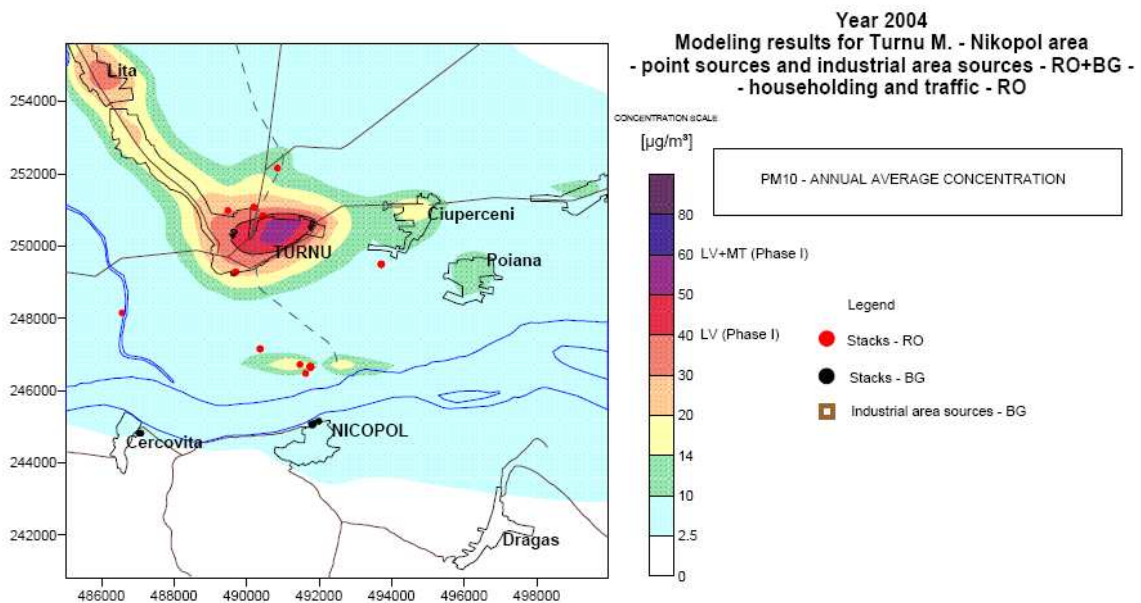 Year 2004
Modeling results for Turnu M. - Nikopol area
- point sources and industrial area sources - RO+BG -
- householding and traffic - RO
CONCENTRATION SCALE
[µg/m³]
PM10 - ANNUAL AVERAGE CONCENTRATION
80
60 LV+MT (Phase I)
50
40 LV (Phase I)
30
20
14
10
2.5
0
Legend
Stacks - RO
Stacks - BG
Industrial area sources - BG
254000
252000
250000
248000
246000
244000
242000
486000 488000 490000 492000 494000 496000 498000
Lita
Ciuperceni
TURNU
Poiana
NICOPOL
Cercovita
Dragas